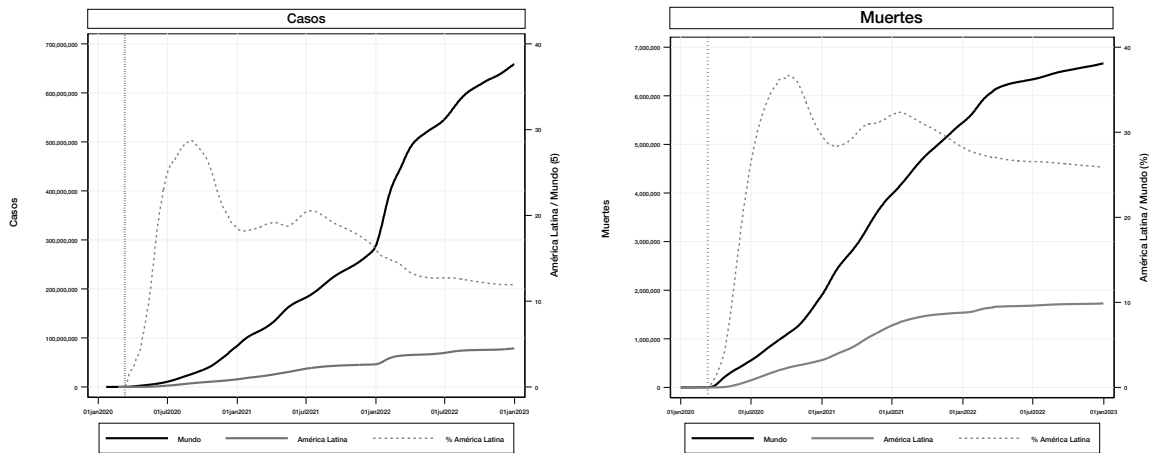 Casos
700,000,000
600,000,000
500,000,000
400,000,000
300,000,000
200,000,000
100,000,000
0
Casos
40
30
20
10
0
América Latina / Mundo (5)
01jan2020
01jul2020
01jan2021
01jul2021
01jan2022
01jul2022
01jan2023
Mundo
América Latina
% América Latina
Muertes
7,000,000
6,000,000
5,000,000
4,000,000
3,000,000
2,000,000
1,000,000
0
Muertes
40
30
20
10
0
América Latina / Mundo (%)
01jan2020
01jul2020
01jan2021
01jul2021
01jan2022
01jul2022
01jan2023
Mundo
América Latina
% América Latina